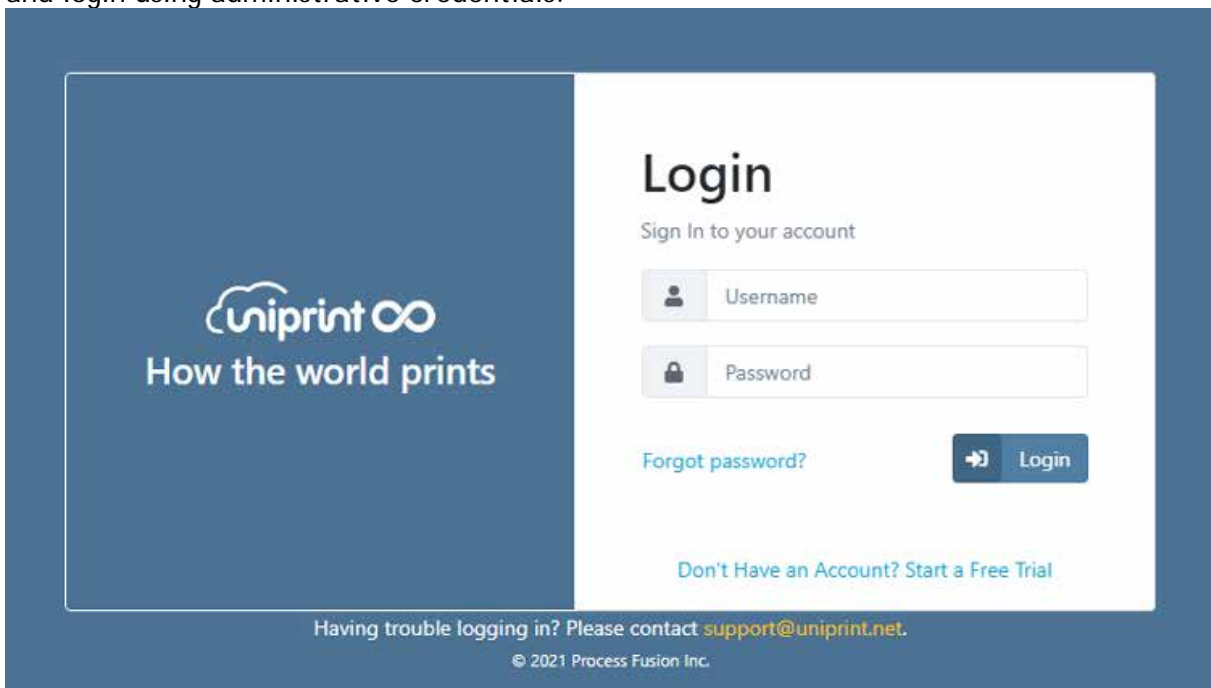 and login using administrative credentials.
Login
Sign In to your account
Username
uniprint
How the world prints
Password
Forgot password?
Login
Don't Have an Account? Start a Free Trial
Having trouble logging in? Please contact support@uniprint.net.
© 2021 Process Fusion Inc.